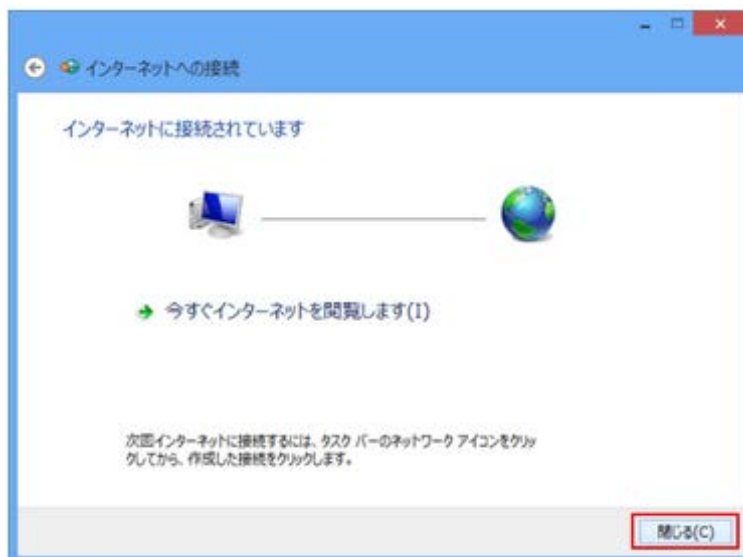 インターネットへの接続
インターネットに接続されています
今すぐインターネットを閲覧します(I)
次回インターネットに接続するには、タスク バーのネットワーク アイコンをクリッ
クしてから、作成した接続をクリックします。
閉じる(C)